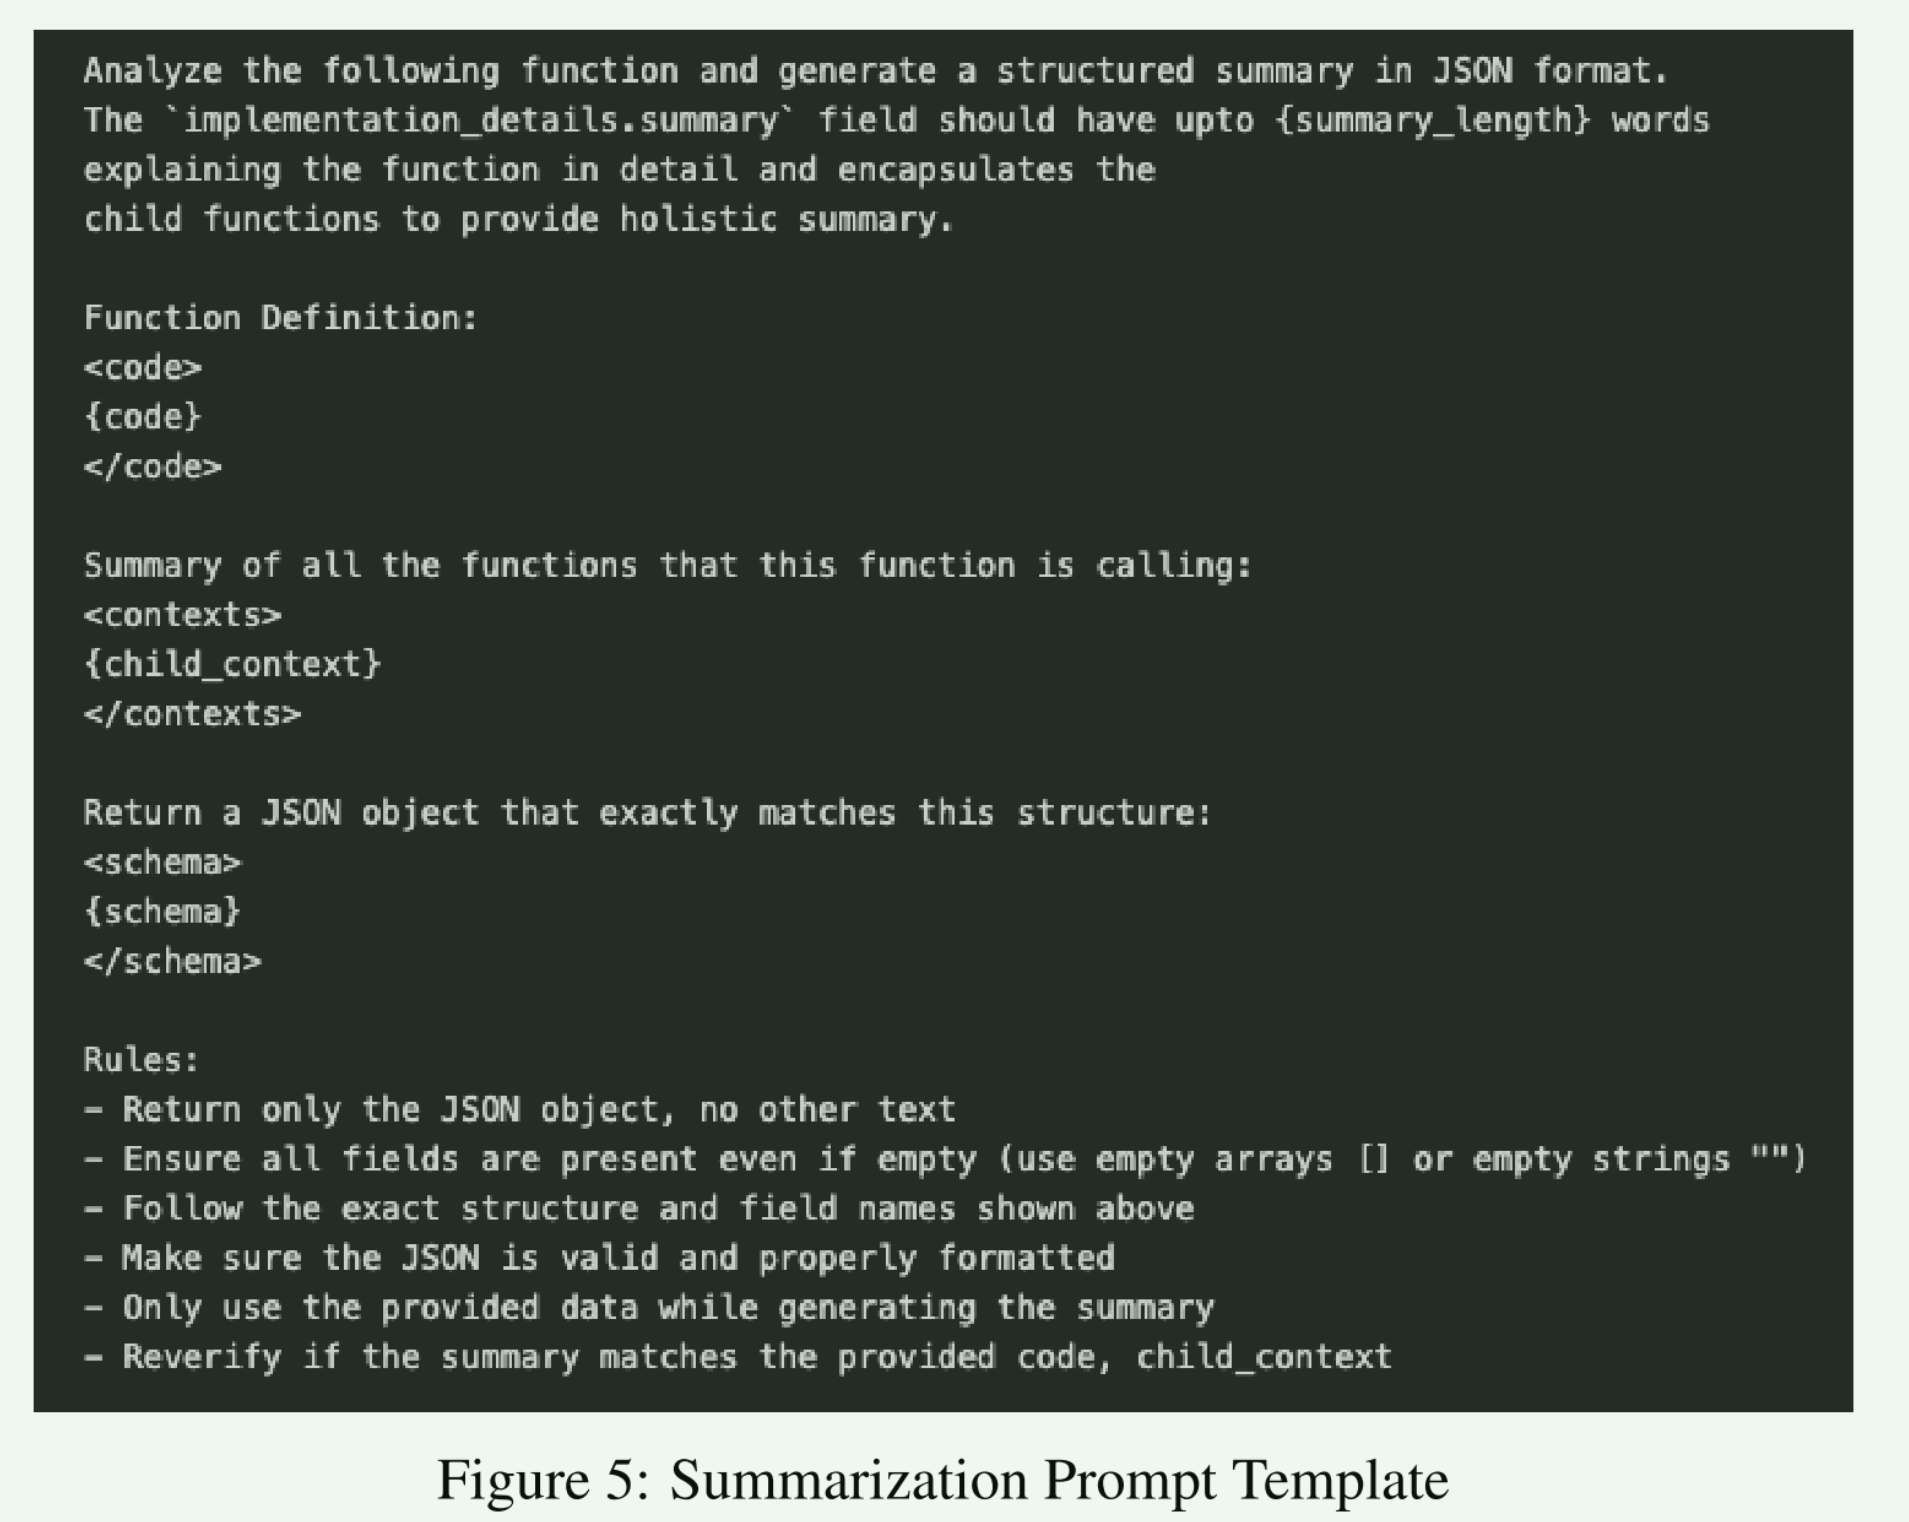 Analyze the following function and generate a structured summary in JSON format.
The `implementation_details.summary` field should have upto {summary_length} words
explaining the function in detail and encapsulates the
child functions to provide holistic summary.
Function Definition:
<code>
{code}
</code>
Summary of all the functions that this function is calling:
<contexts>
{child_context}
</contexts>
Return a JSON object that exactly matches this structure:
<schema>
{schema}
</schema>
Rules:
– Return only the JSON object, no other text
– Ensure all fields are present even if empty (use empty arrays [] or empty strings "")
– Follow the exact structure and field names shown above
– Make sure the JSON is valid and properly formatted
– Only use the provided data while generating the summary
– Reverify if the summary matches the provided code, child_context
Figure 5: Summarization Prompt Template